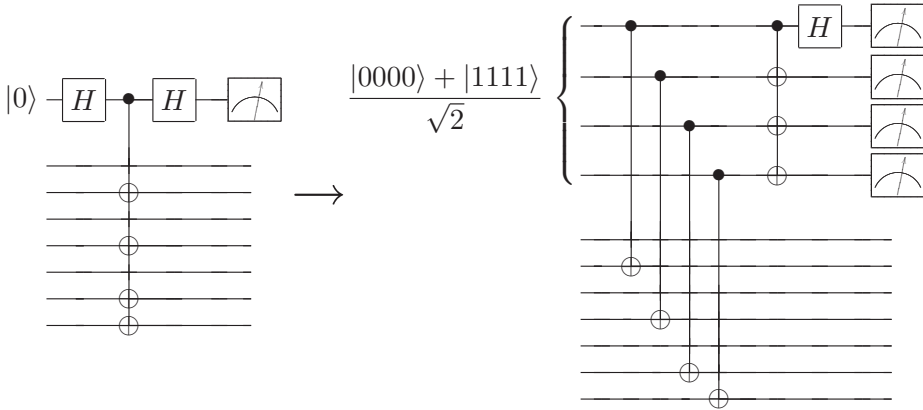 H
|0⟩ H H
|0000⟩ + |1111⟩
√2